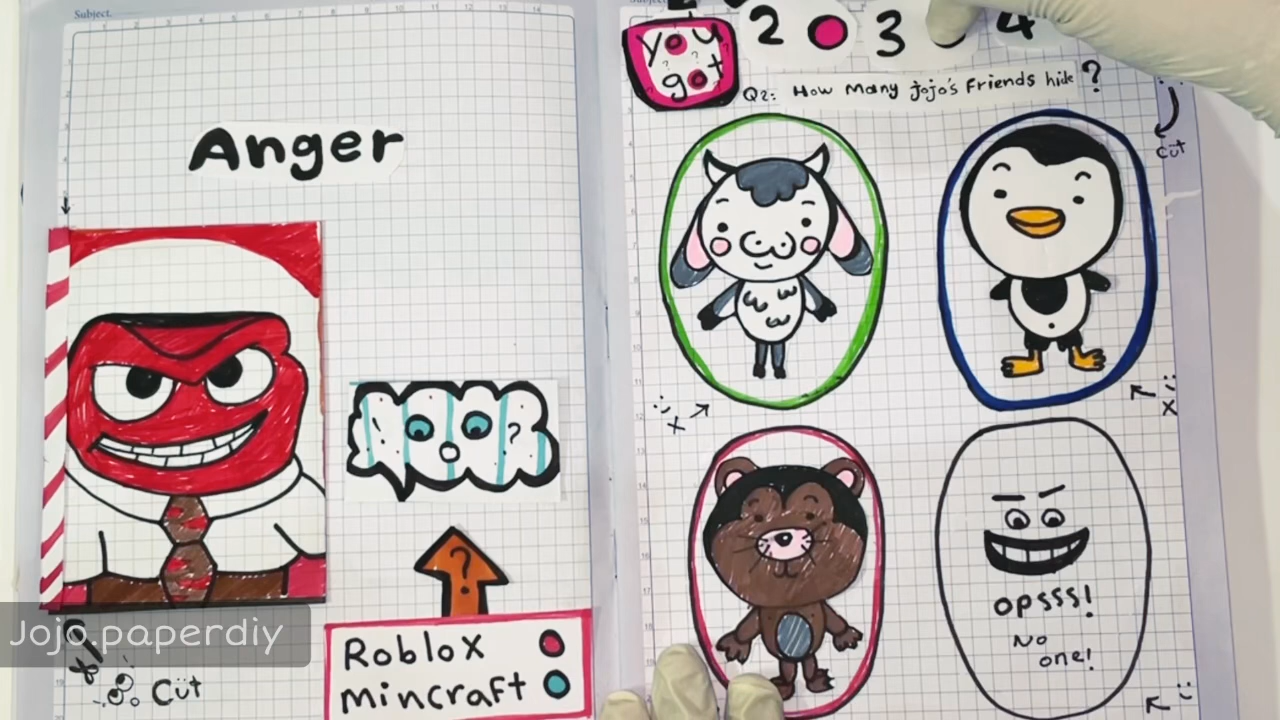 Subject.
Anger
?
Roblox
mincraft
Jojo.paperdiy
Cut
you
got
2 3 4
Q2: How many jojo's Friends hide ?
cut
x
x
opsss!
No
one!